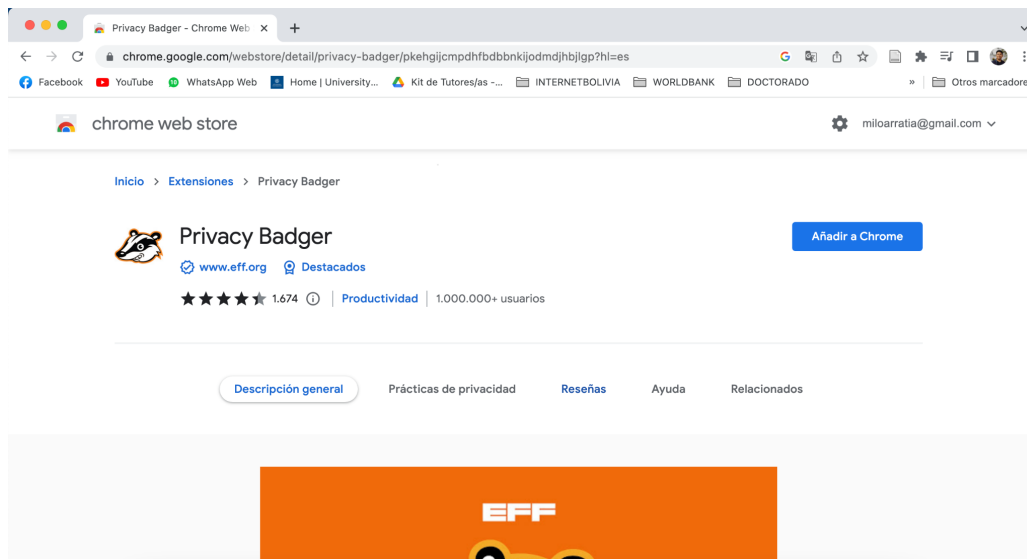 Privacy Badger - Chrome Web
chrome.google.com/webstore/detail/privacy-badger/pkehgijcmpdhfbdbbnkijodmdjhbjlgp?hl=es
Facebook YouTube WhatsApp Web Home | University... Kit de Tutores/as -... INTERNETBOLIVIA WORLDBANK DOCTORADO » Otros marcadore
chrome web store miloarratia@gmail.com
Inicio > Extensiones > Privacy Badger
Privacy Badger
Añadir a Chrome
www.eff.org Destacados
1.674 Productividad 1.000.000+ usuarios
Descripción general Prácticas de privacidad Reseñas Ayuda Relacionados
EFF